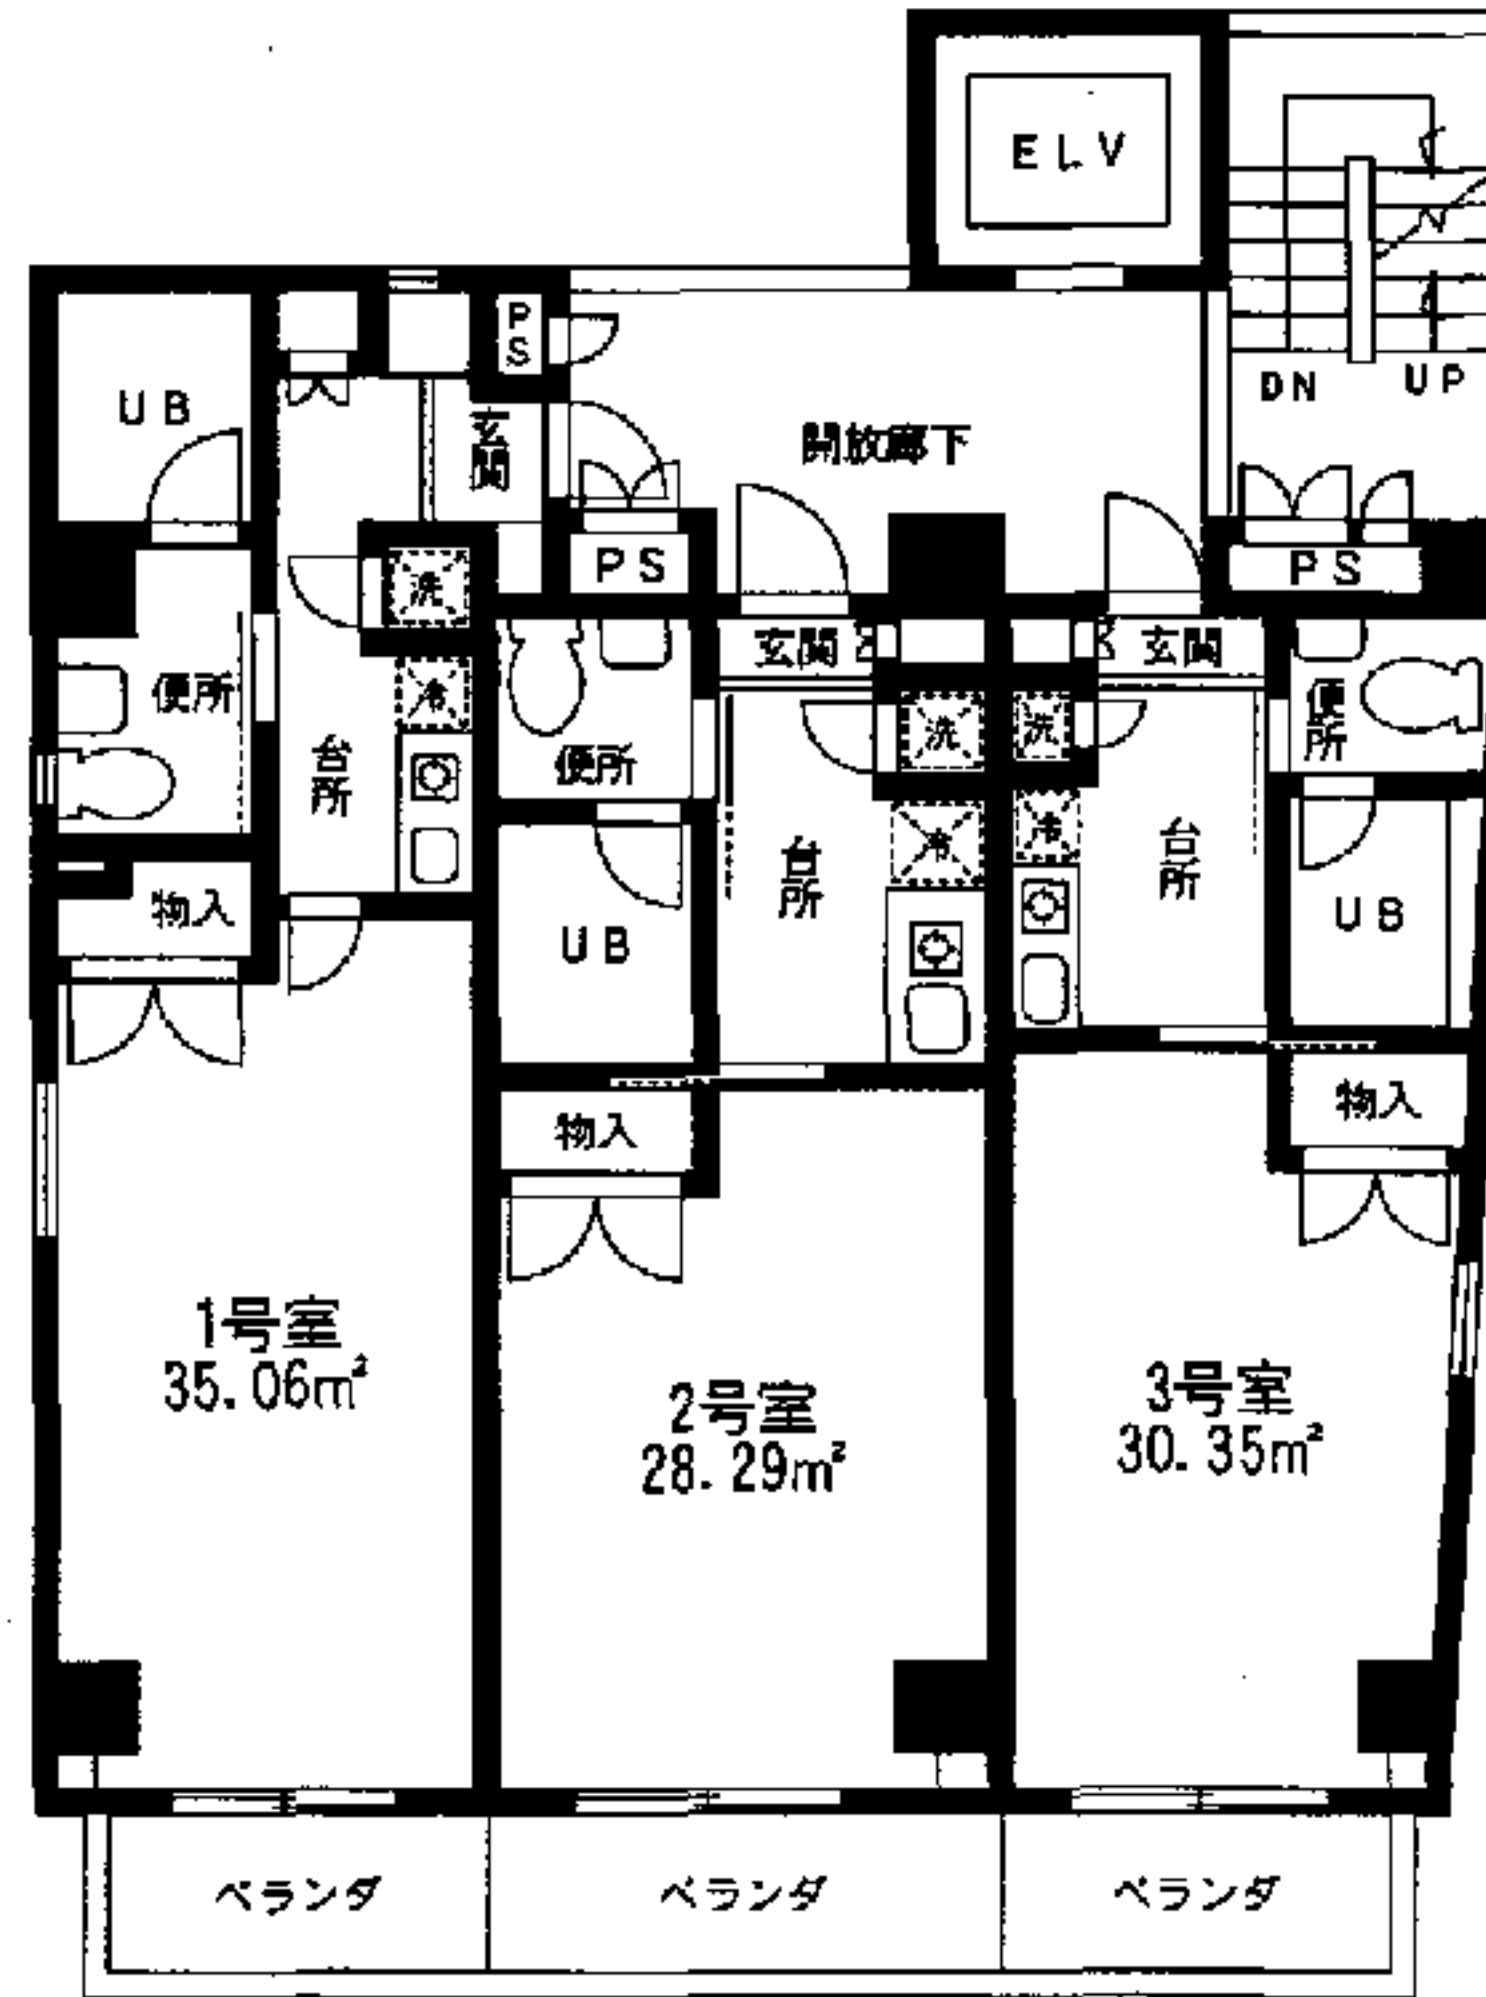 ELV
PS
DN UP
UB
玄関
開放廊下
PS
PS
洗
玄関
玄関
便所
冷
便所
洗
洗
便所
台所
冷
冷
台所
台所
物入
UB
UB
物入
物入
1号室
35.06㎡
2号室
28.29㎡
3号室
30.35㎡
ベランダ
ベランダ
ベランダ